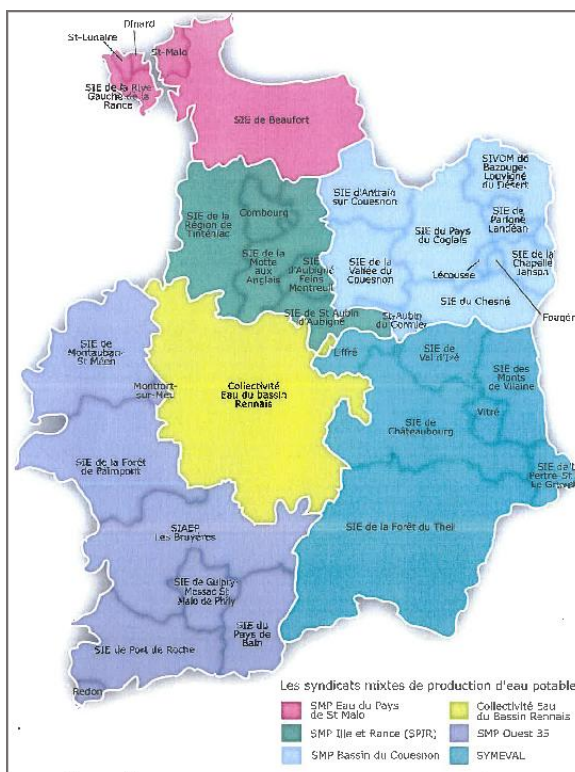 Dinard
St-Lunaire
St-Malo
SIE de la Rive
Gauche de la
Rance
SIE de Beaufort
SIVOM de
Bazouge-
Louvigné
du Désert
SIE d'Antrain
sur Couesnon
SIE de la
Région de
Tinténiac
Combourg
SIE de
Parigné
Landéan
SIE du Pays
du Coglais
SIE de la
Motte
aux
Anglais
SIE
d'Aubigné
Feins
Montreuil
SIE de la
Vallée du
Couesnon
SIE de la
Chapelle
Janson
Lécousse
SIE du Chesné
Fougèr
SIE de St Aubin
d'Aubigné
St-Aubin
du Cormier
SIE de
Montauban-
St-Méen
Liffré
SIE de
Val d'Izé
SIE des
Monts
de Vilaine
Montfort-
sur-Meu
Collectivité
Eau du bassin
Rennais
Vitré
SIE de
Châteaubourg
SIE de la Forêt
de Paimpont
SIE de l
Pertre-St
SIAEP
Les Bruyères
SIE de la Forêt du Theil
SIE de Guipry-
Messac St
Malo de Phily
SIE du
Pays de
Bain
SIE de Port de Roche
Redon
Les syndicats mixtes de production d'eau potable
SMP Eau du Pays
de St Malo
SMP Ille et Rance (SPIR)
SMP Bassin du Couesnon
Collectivité Eau
du Bassin Rennais
SMP Ouest 35
SYMEVAL